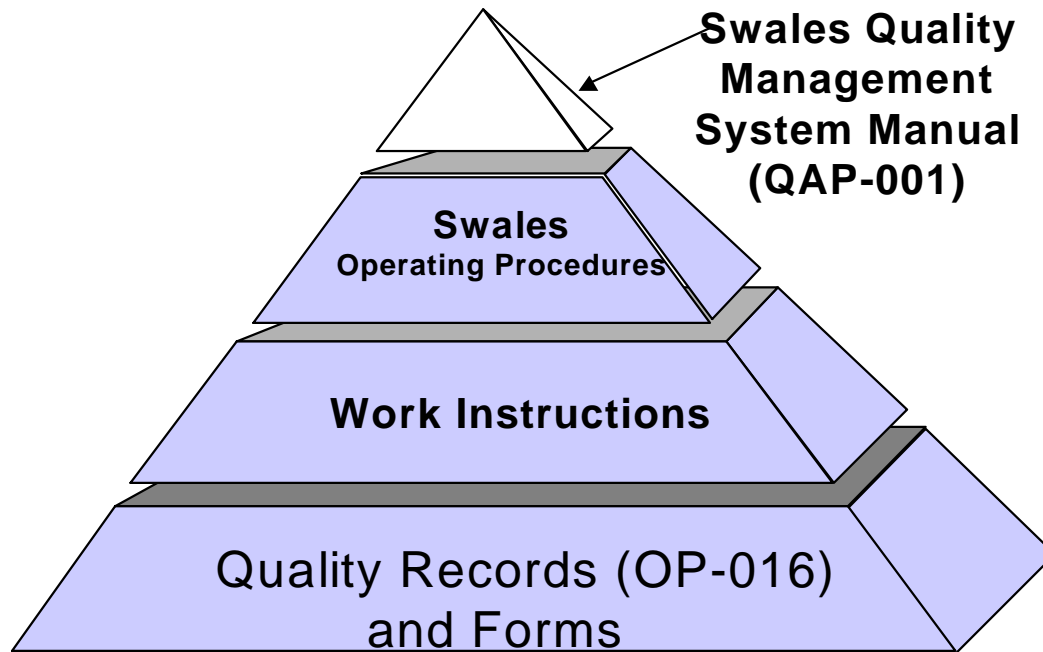 Swales Quality
Management
System Manual
(QAP-001)
Swales
Operating Procedures
Work Instructions
Quality Records (OP-016)
and Forms